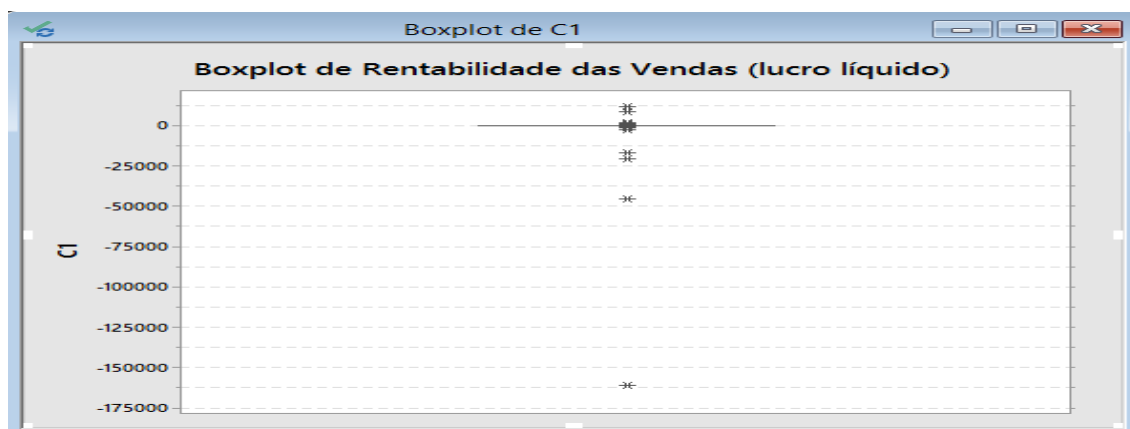 Boxplot de C1
Boxplot de Rentabilidade das Vendas (lucro líquido)
0
-25000
-50000
-75000
-100000
-125000
-150000
-175000
C1